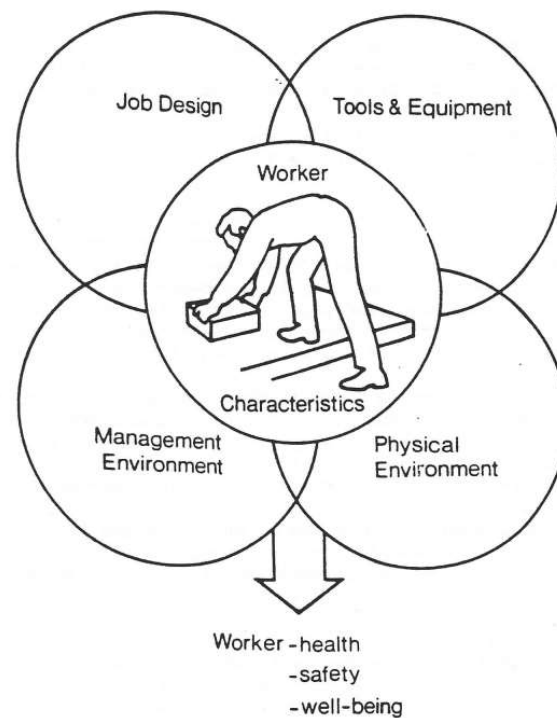 Job Design
Tools & Equipment
Worker
Characteristics
Management
Environment
Physical
Environment
Worker - health
- safety
- well-being